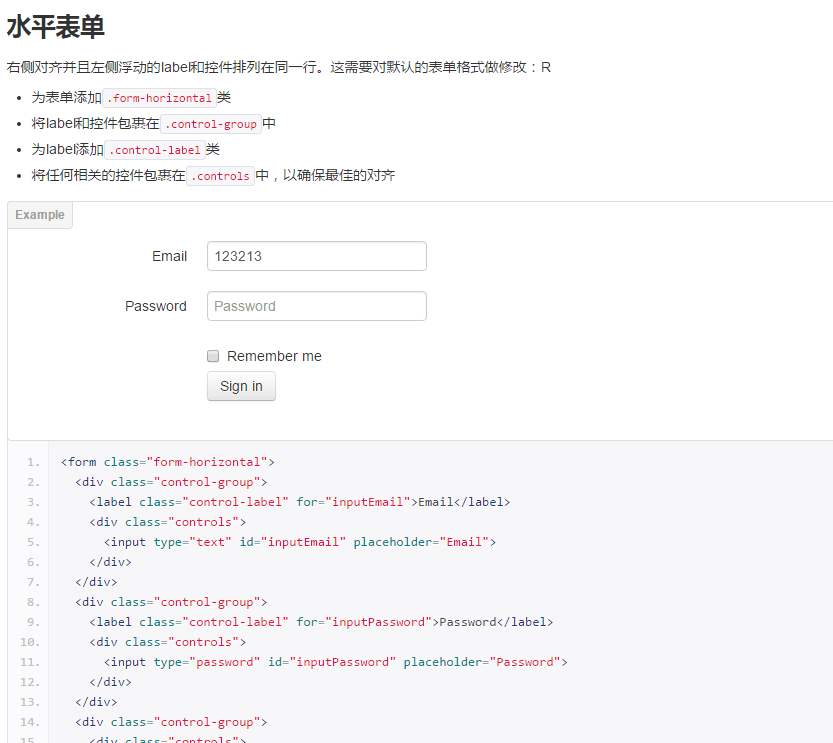 水平表单
右侧对齐并且左侧浮动的label和控件排列在同一行。这需要对默认的表单格式做修改：R
• 为表单添加 .form-horizontal 类
• 将label和控件包裹在 .control-group 中
• 为label添加 .control-label 类
• 将任何相关的控件包裹在 .controls 中，以确保最佳的对齐
Example
Email 123213
Password Password
Remember me
Sign in
1. <form class="form-horizontal">
2. <div class="control-group">
3. <label class="control-label" for="inputEmail">Email</label>
4. <div class="controls">
5. <input type="text" id="inputEmail" placeholder="Email">
6. </div>
7. </div>
8. <div class="control-group">
9. <label class="control-label" for="inputPassword">Password</label>
10. <div class="controls">
11. <input type="password" id="inputPassword" placeholder="Password">
12. </div>
13. </div>
14. <div class="control-group">
15. <div class="controls">